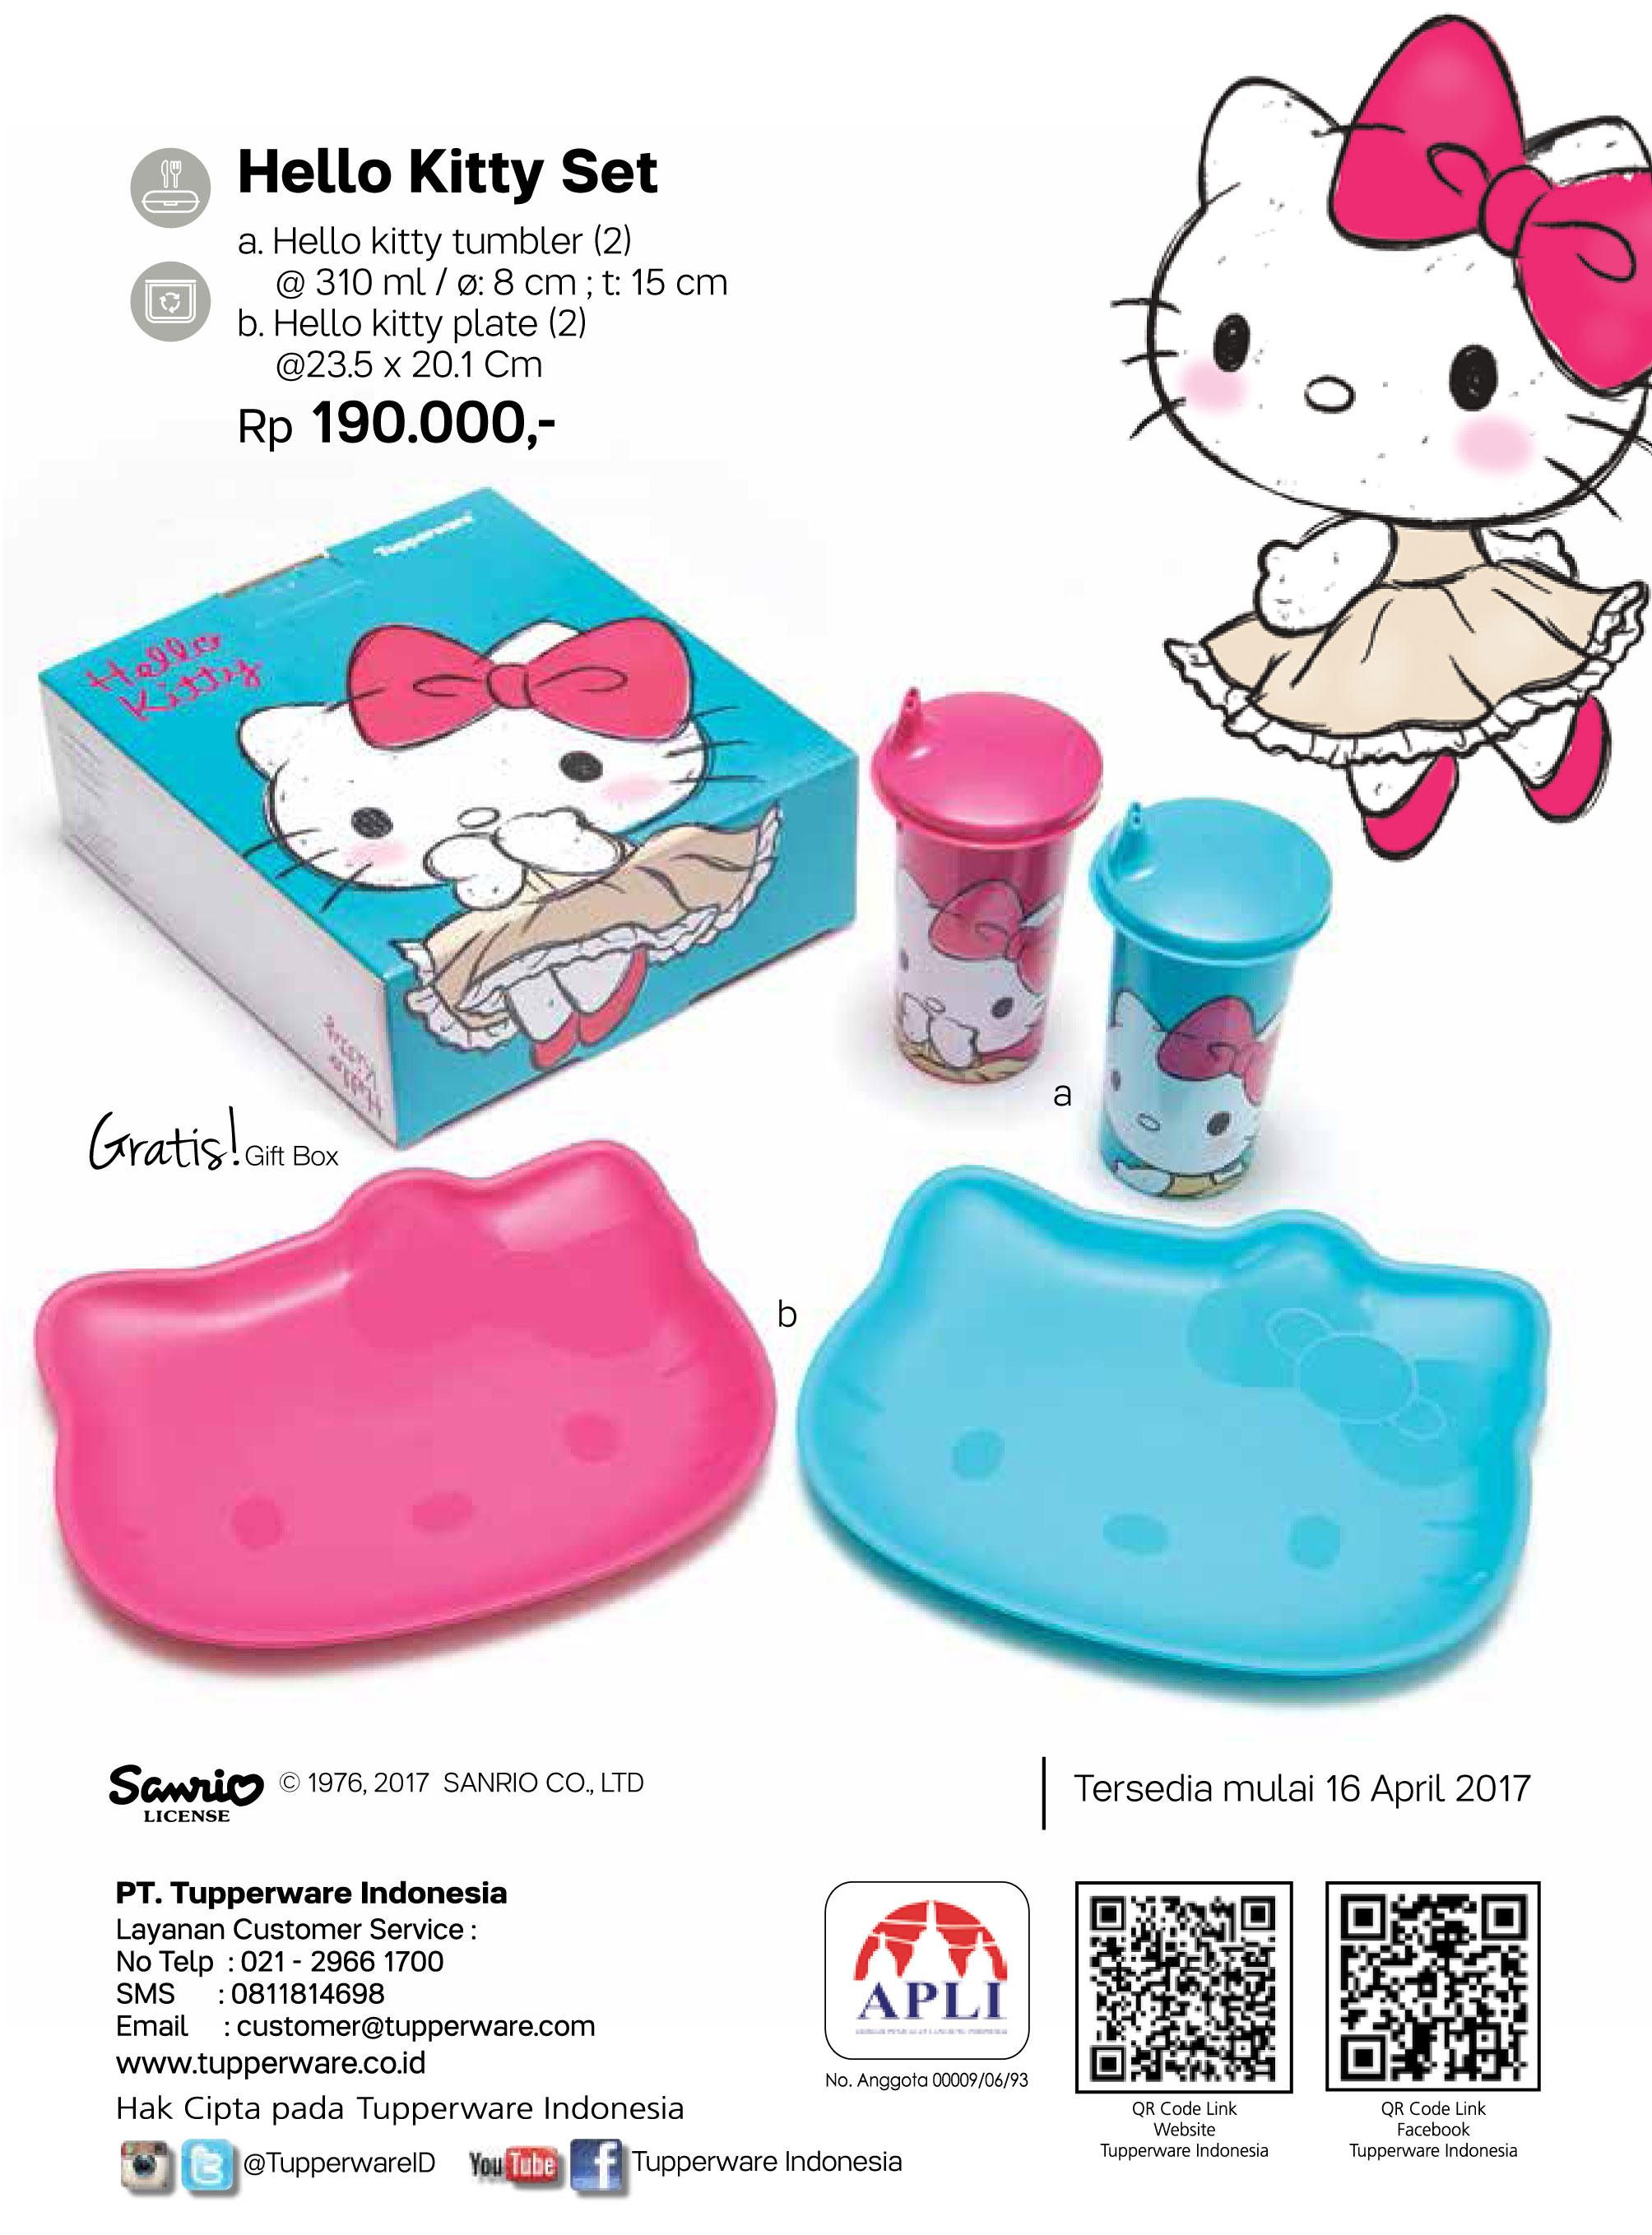 Hello Kitty Set
a. Hello kitty tumbler (2)
@ 310 ml / ø: 8 cm ; t: 15 cm
b. Hello kitty plate (2)
@23.5 x 20.1 Cm
Rp 190.000,-
Tupperware
Hello
Kitty
Hello
Kitty
a
Gratis! Gift Box
b
Sanrio
LICENSE
© 1976, 2017 SANRIO CO., LTD
Tersedia mulai 16 April 2017
PT. Tupperware Indonesia
Layanan Customer Service :
No Telp : 021 - 2966 1700
SMS : 0811814698
Email : customer@tupperware.com
www.tupperware.co.id
Hak Cipta pada Tupperware Indonesia
@TupperwareID
You Tube
f
Tupperware Indonesia
APLI
No. Anggota 00009/06/93
QR Code Link
Website
Tupperware Indonesia
QR Code Link
Facebook
Tupperware Indonesia